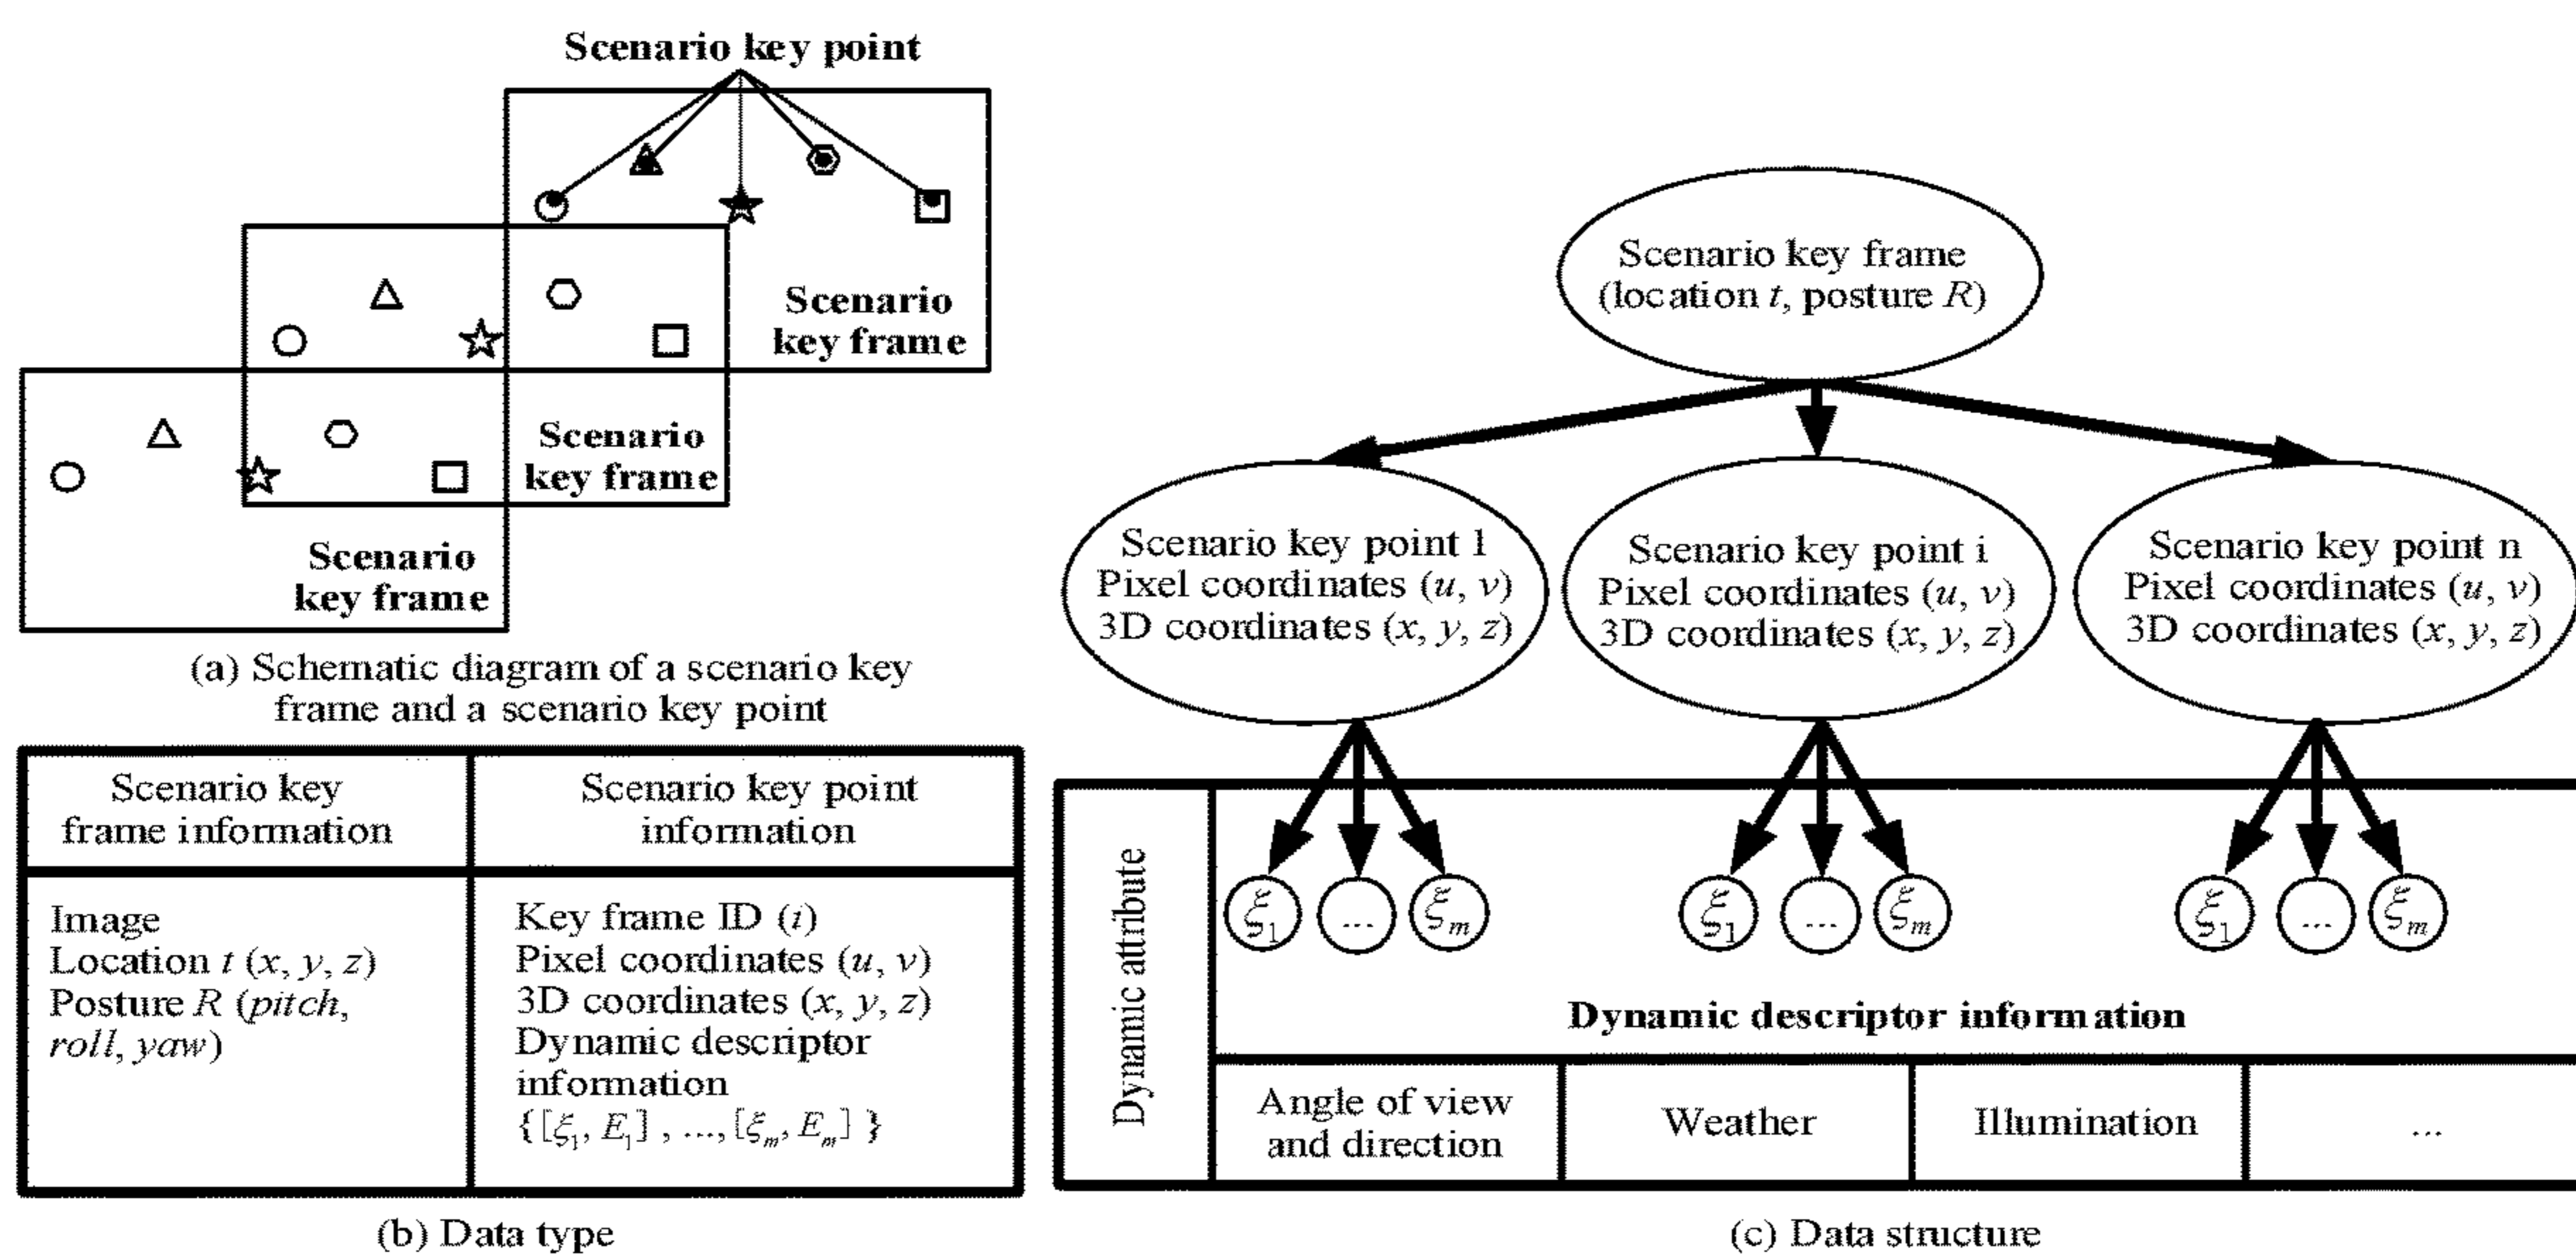 Scenario key point
Scenario
key frame
Scenario
key frame
Scenario
key frame
(a) Schematic diagram of a scenario key
frame and a scenario key point
Scenario key
frame information
Scenario key point
information
Image
Location t (x, y, z)
Posture R (pitch,
roll, yaw)
Key frame ID (i)
Pixel coordinates (u, v)
3D coordinates (x, y, z)
Dynamic descriptor
information
{[ξ1, E1] , ..., [ξm, Em] }
(b) Data type
Scenario key frame
(location t, posture R)
Scenario key point 1
Pixel coordinates (u, v)
3D coordinates (x, y, z)
Scenario key point i
Pixel coordinates (u, v)
3D coordinates (x, y, z)
Scenario key point n
Pixel coordinates (u, v)
3D coordinates (x, y, z)
Dynamic attribute
ξ1 ... ξm
ξ1 ... ξm
ξ1 ... ξm
Dynamic descriptor information
Angle of view
and direction
Weather
Illumination
...
(c) Data structure